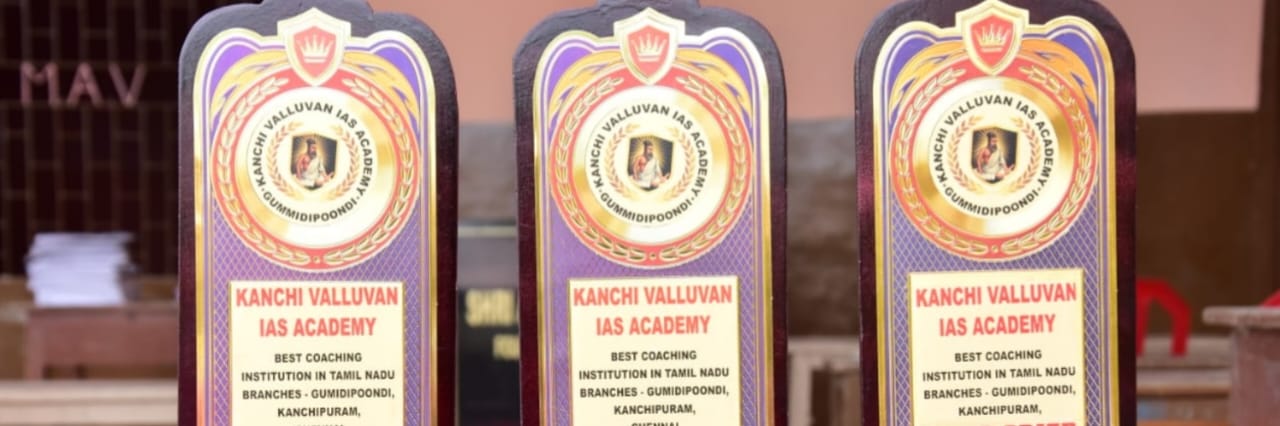 MAV
KANCHI VALLUVAN IAS ACADEMY
• GUMMIDIPOONDI •
KANCHI VALLUVAN
IAS ACADEMY
BEST COACHING
INSTITUTION IN TAMIL NADU
BRANCHES - GUMIDIPOONDI,
KANCHIPURAM,
KANCHI VALLUVAN IAS ACADEMY
• GUMMIDIPOONDI •
KANCHI VALLUVAN
IAS ACADEMY
BEST COACHING
INSTITUTION IN TAMIL NADU
BRANCHES - GUMIDIPOONDI,
KANCHIPURAM,
CHENNAI
KANCHI VALLUVAN IAS ACADEMY
• GUMMIDIPOONDI •
KANCHI VALLUVAN
IAS ACADEMY
BEST COACHING
INSTITUTION IN TAMIL NADU
BRANCHES - GUMIDIPOONDI,
KANCHIPURAM,
SHRI